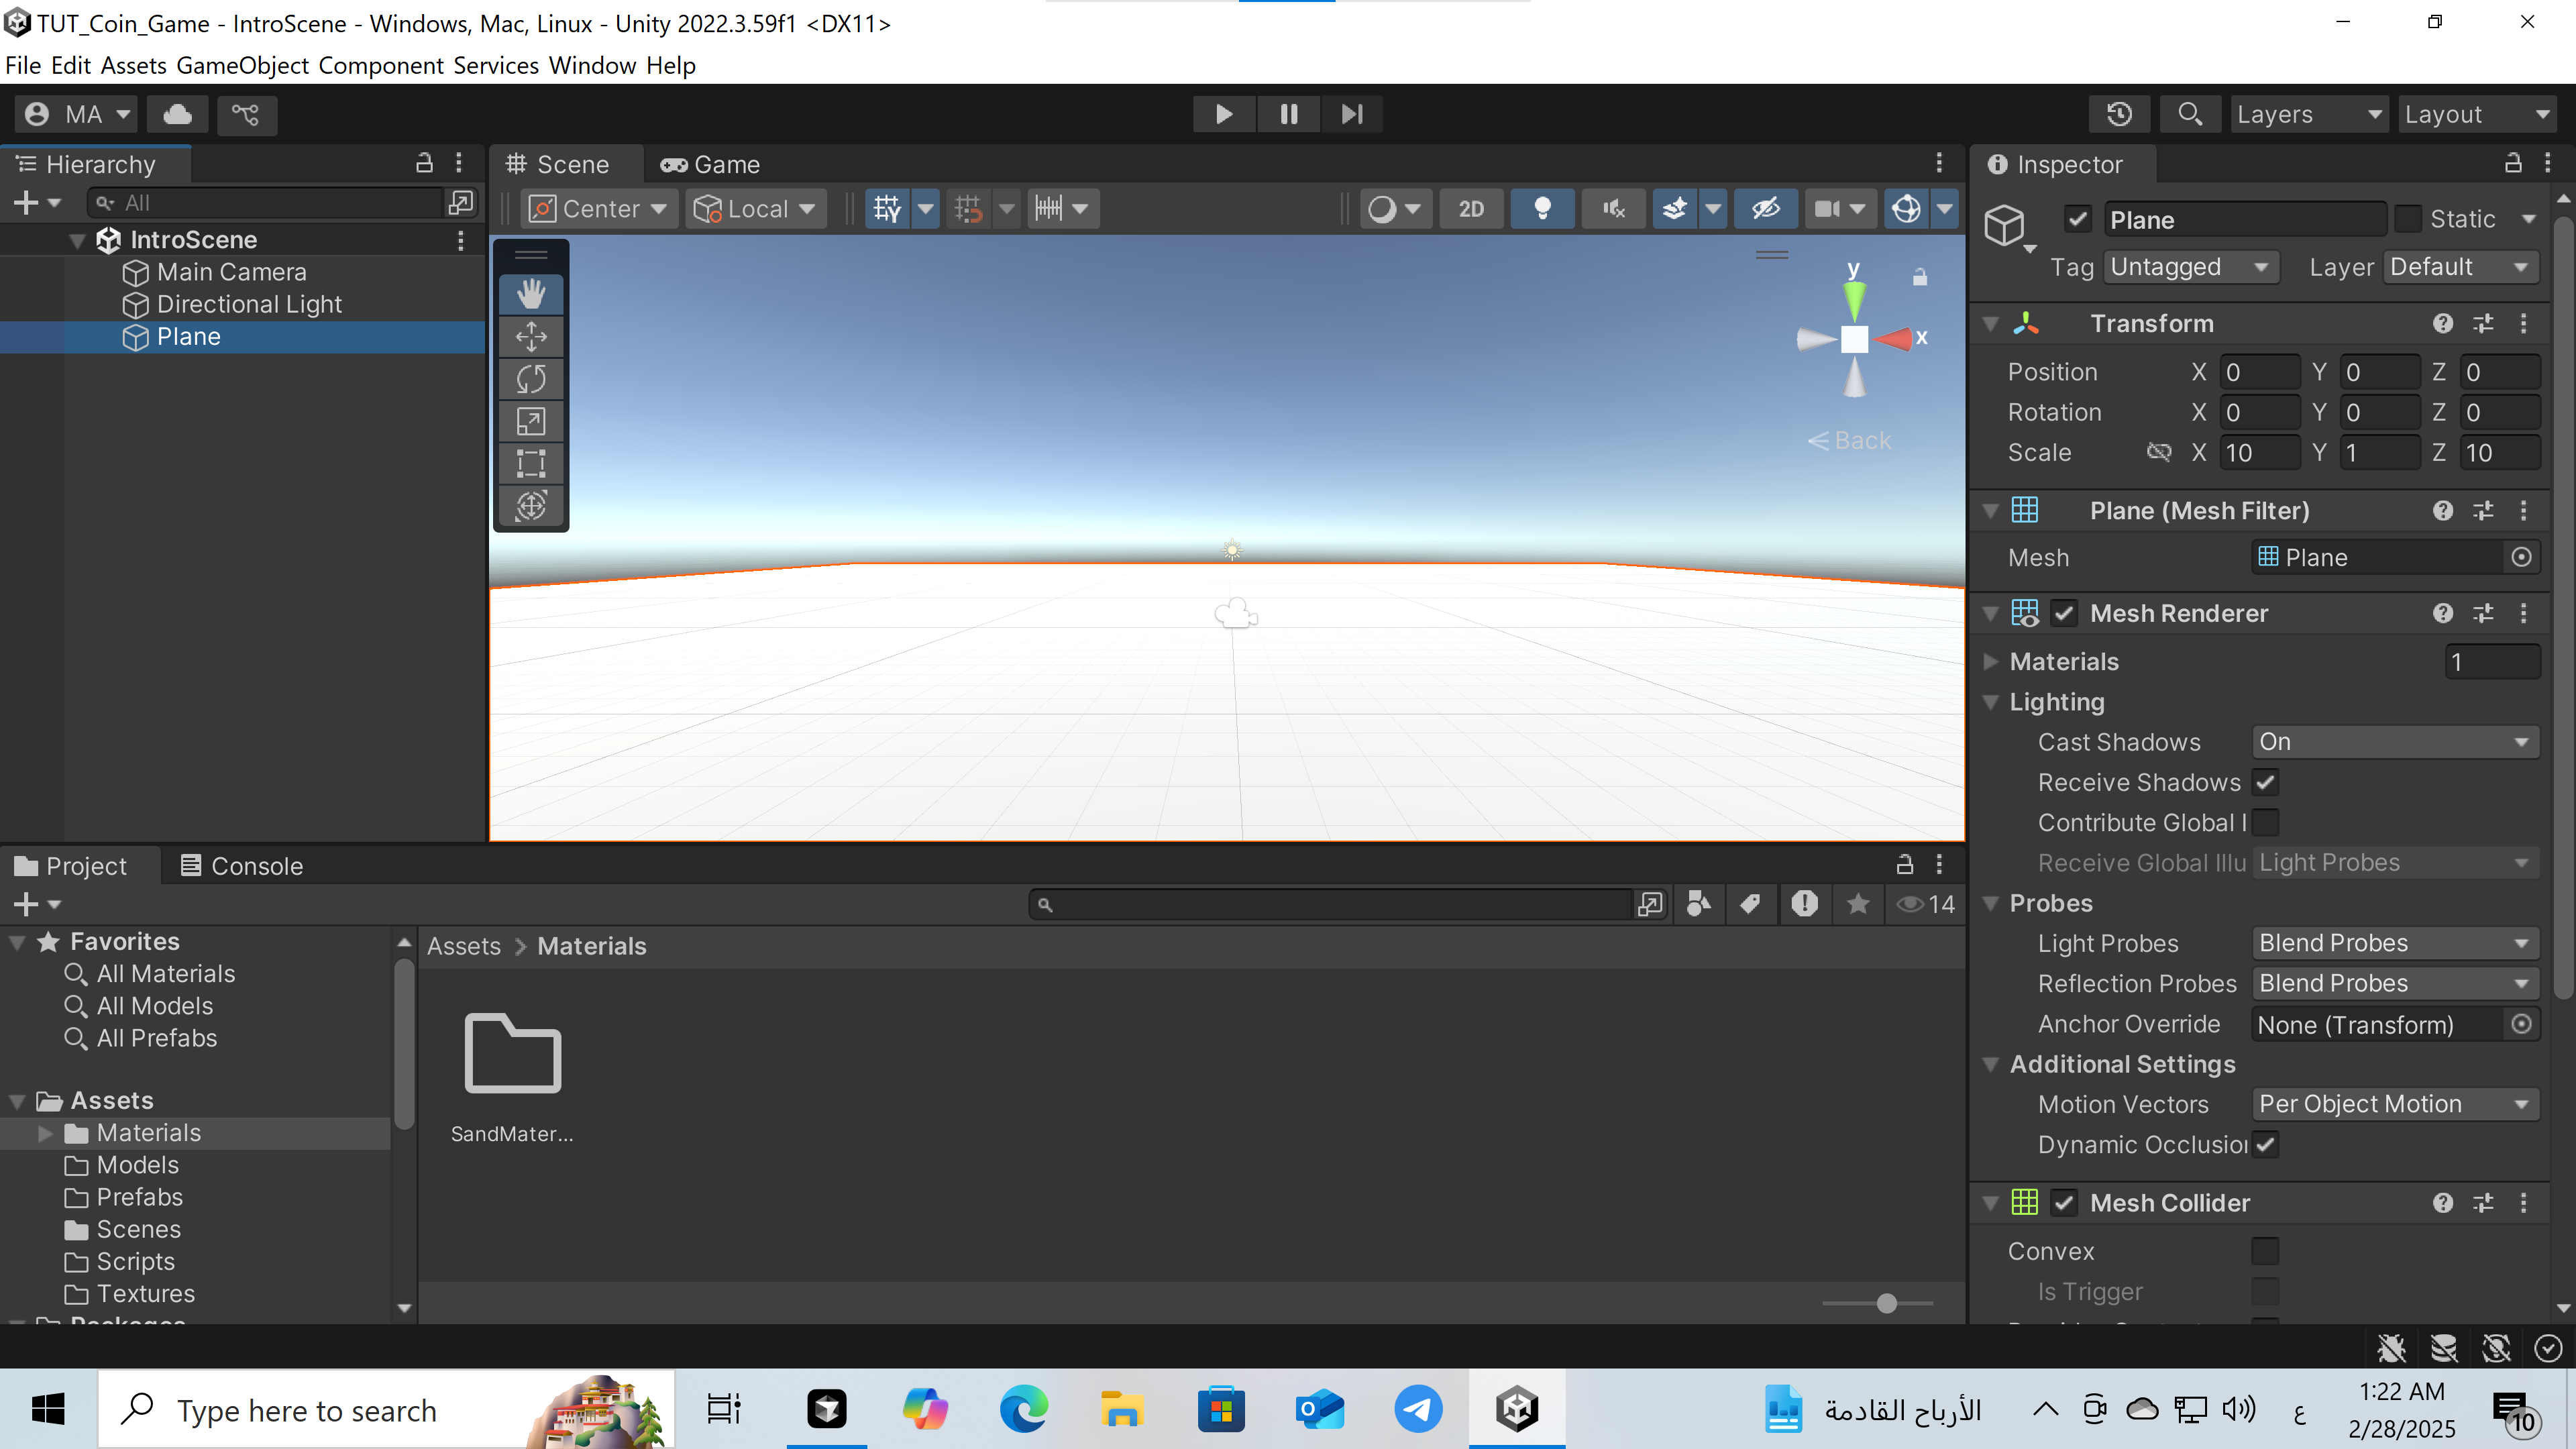 TUT_Coin_Game - IntroScene - Windows, Mac, Linux - Unity 2022.3.59f1 <DX11>
File Edit Assets GameObject Component Services Window Help
MA
Layers
Layout
Hierarchy
All
IntroScene
Main Camera
Directional Light
Plane
Scene
Game
Center
Local
2D
y
x
Back
Inspector
Plane
Static
Tag
Untagged
Layer
Default
Transform
Position X 0 Y 0 Z 0
Rotation X 0 Y 0 Z 0
Scale X 10 Y 1 Z 10
Plane (Mesh Filter)
Mesh Plane
Mesh Renderer
Materials 1
Lighting
Cast Shadows On
Receive Shadows
Contribute Global I
Receive Global Illu Light Probes
Probes
Light Probes Blend Probes
Reflection Probes Blend Probes
Anchor Override None (Transform)
Additional Settings
Motion Vectors Per Object Motion
Dynamic Occlusion
Mesh Collider
Convex
Is Trigger
Project
Console
14
Favorites
All Materials
All Models
All Prefabs
Assets
Materials
Models
Prefabs
Scenes
Scripts
Textures
Packages
Assets > Materials
SandMater...
Type here to search
الأرباح القادمة
ع
1:22 AM
2/28/2025
10